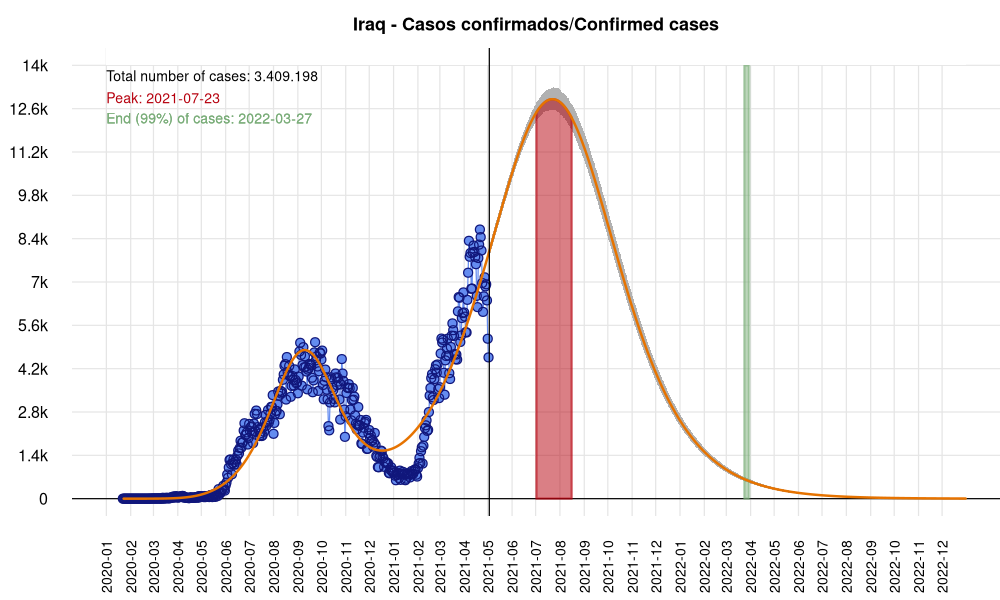 Iraq - Casos confirmados/Confirmed cases
Total number of cases: 3.409.198
Peak: 2021-07-23
End (99%) of cases: 2022-03-27
14k
12.6k
11.2k
9.8k
8.4k
7k
5.6k
4.2k
2.8k
1.4k
0
2020-01
2020-02
2020-03
2020-04
2020-05
2020-06
2020-07
2020-08
2020-09
2020-10
2020-11
2020-12
2021-01
2021-02
2021-03
2021-04
2021-05
2021-06
2021-07
2021-08
2021-09
2021-10
2021-11
2021-12
2022-01
2022-02
2022-03
2022-04
2022-05
2022-06
2022-07
2022-08
2022-09
2022-10
2022-11
2022-12